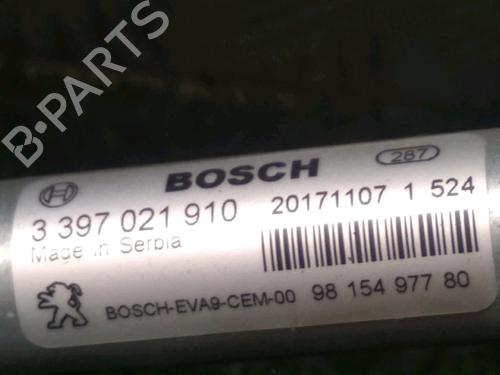 B-PARTS
BOSCH 287
3 397 021 910 20171107 1 524
Made in Serbia
BOSCH-EVA9-CEM-00 98 154 977 80